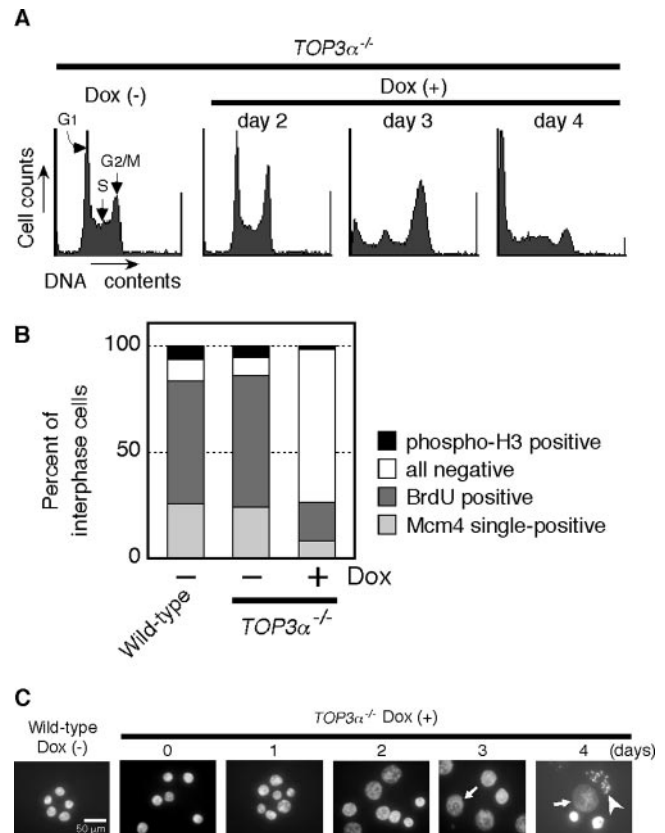 A
TOP3α-/-
Dox (-)
Dox (+)
day 2
day 3
day 4
G1
G2/M
S
Cell counts
DNA contents
B
100
50
0
Percent of
interphase cells
phospho-H3 positive
all negative
BrdU positive
Mcm4 single-positive
− − + Dox
Wild-type
TOP3α-/-
C
Wild-type
Dox (-)
TOP3α-/- Dox (+)
0 1 2 3 4 (days)
50 μm